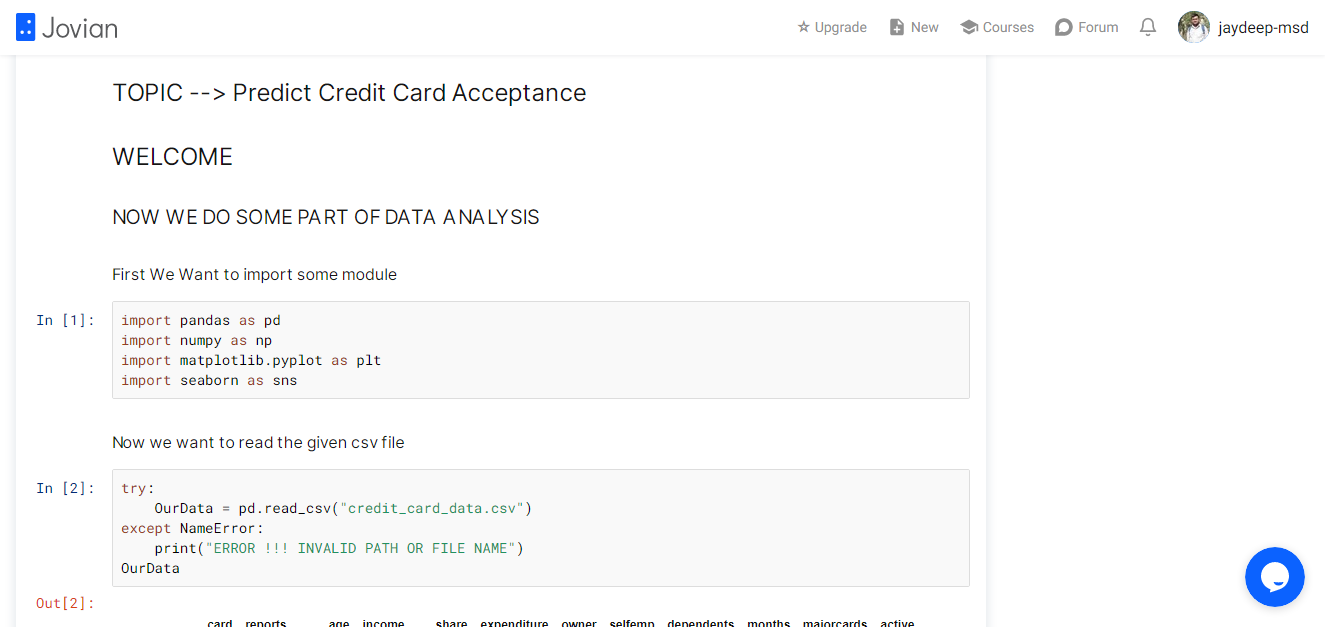 Jovian
Upgrade New Courses Forum jaydeep-msd
TOPIC --> Predict Credit Card Acceptance
WELCOME
NOW WE DO SOME PART OF DATA ANALYSIS
First We Want to import some module
In [1]:
import pandas as pd
import numpy as np
import matplotlib.pyplot as plt
import seaborn as sns
Now we want to read the given csv file
In [2]:
try:
    OurData = pd.read_csv("credit_card_data.csv")
except NameError:
    print("ERROR !!! INVALID PATH OR FILE NAME")
OurData
Out[2]:
card reports age income share expenditure owner selfemp dependents months majorcards active